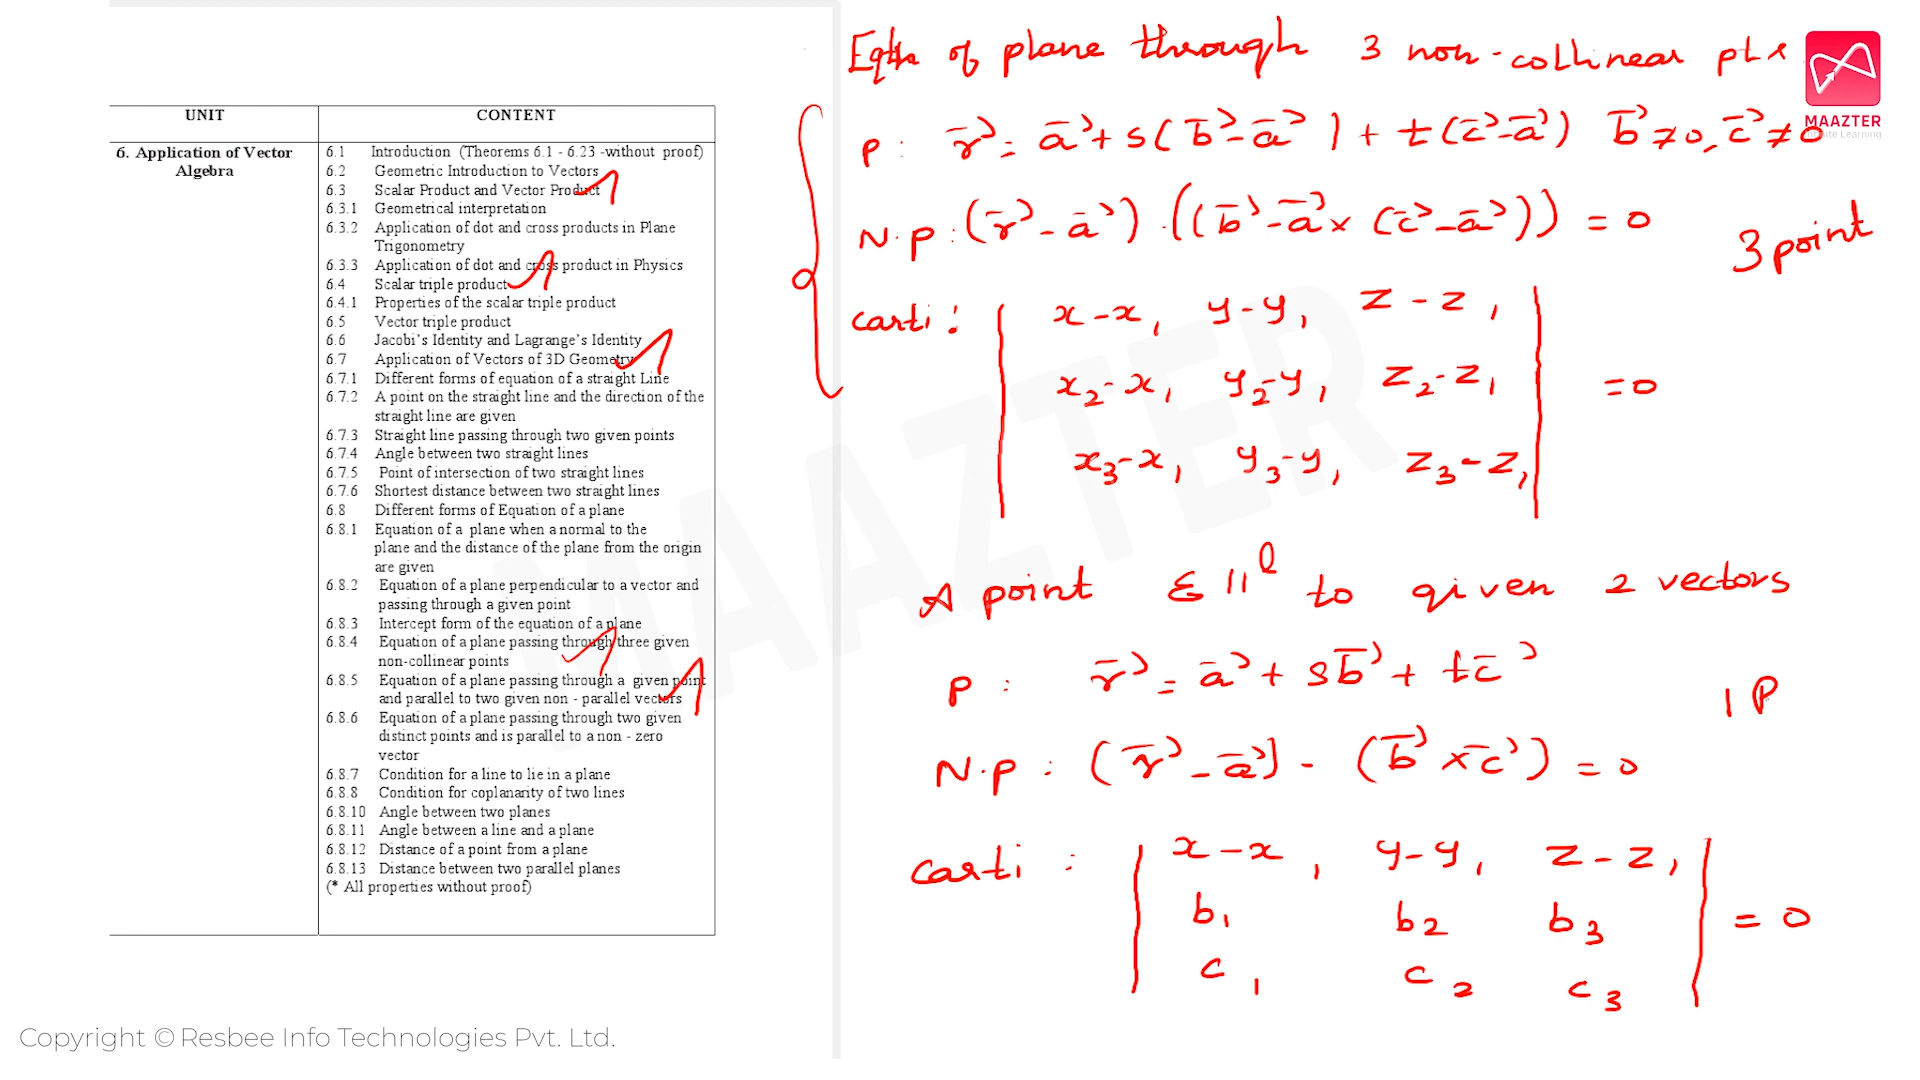 UNIT CONTENT
6. Application of Vector Algebra
6.1 Introduction (Theorems 6.1 - 6.23 -without proof)
6.2 Geometric Introduction to Vectors
6.3 Scalar Product and Vector Product
6.3.1 Geometrical interpretation
6.3.2 Application of dot and cross products in Plane
Trigonometry
6.3.3 Application of dot and cross product in Physics
6.4 Scalar triple product
6.4.1 Properties of the scalar triple product
6.5 Vector triple product
6.6 Jacobi's Identity and Lagrange's Identity
6.7 Application of Vectors of 3D Geometry
6.7.1 Different forms of equation of a straight Line
6.7.2 A point on the straight line and the direction of the
straight line are given
6.7.3 Straight line passing through two given points
6.7.4 Angle between two straight lines
6.7.5 Point of intersection of two straight lines
6.7.6 Shortest distance between two straight lines
6.8 Different forms of Equation of a plane
6.8.1 Equation of a plane when a normal to the
plane and the distance of the plane from the origin
are given
6.8.2 Equation of a plane perpendicular to a vector and
passing through a given point
6.8.3 Intercept form of the equation of a plane
6.8.4 Equation of a plane passing through three given
non-collinear points
6.8.5 Equation of a plane passing through a given point
and parallel to two given non - parallel vectors
6.8.6 Equation of a plane passing through two given
distinct points and is parallel to a non - zero
vector
6.8.7 Condition for a line to lie in a plane
6.8.8 Condition for coplanarity of two lines
6.8.10 Angle between two planes
6.8.11 Angle between a line and a plane
6.8.12 Distance of a point from a plane
6.8.13 Distance between two parallel planes
(* All properties without proof)
Eqtn of plane through 3 non-collinear pts
P: r⃗ = a⃗ + s(b⃗ - a⃗) + t(c⃗ - a⃗) b⃗ ≠ 0, c⃗ ≠ 0
N.p: (r⃗ - a⃗) . ((b⃗ - a⃗ x (c⃗ - a⃗)) = 0
3 point
carti: | x-x₁ y-y₁ z-z₁ |
| x₂-x₁ y₂-y₁ z₂-z₁ | = 0
| x₃-x₁ y₃-y₁ z₃-z₁ |
A point & ||ˡ to given 2 vectors
P: r⃗ = a⃗ + sb⃗ + tc⃗
1 P
N.p: (r⃗ - a⃗) - (b⃗ x c⃗) = 0
carti: | x-x₁ y-y₁ z-z₁ |
| b₁ b₂ b₃ | = 0
| c₁ c₂ c₃ |
MAAZTER
Infinite Learning
MAAZTER
Copyright © Resbee Info Technologies Pvt. Ltd.